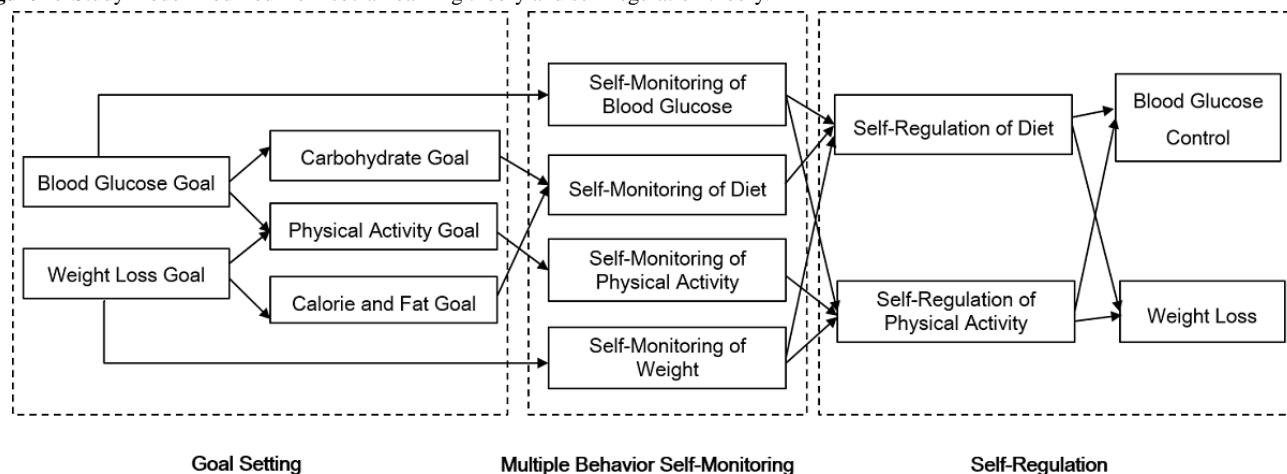 Self-Monitoring of
Blood Glucose
Blood Glucose
Control
Self-Regulation of Diet
Carbohydrate Goal
Blood Glucose Goal
Self-Monitoring of Diet
Physical Activity Goal
Self-Monitoring of
Physical Activity
Weight Loss Goal
Calorie and Fat Goal
Self-Regulation of
Physical Activity
Weight Loss
Self-Monitoring of
Weight
Goal Setting
Multiple Behavior Self-Monitoring
Self-Regulation